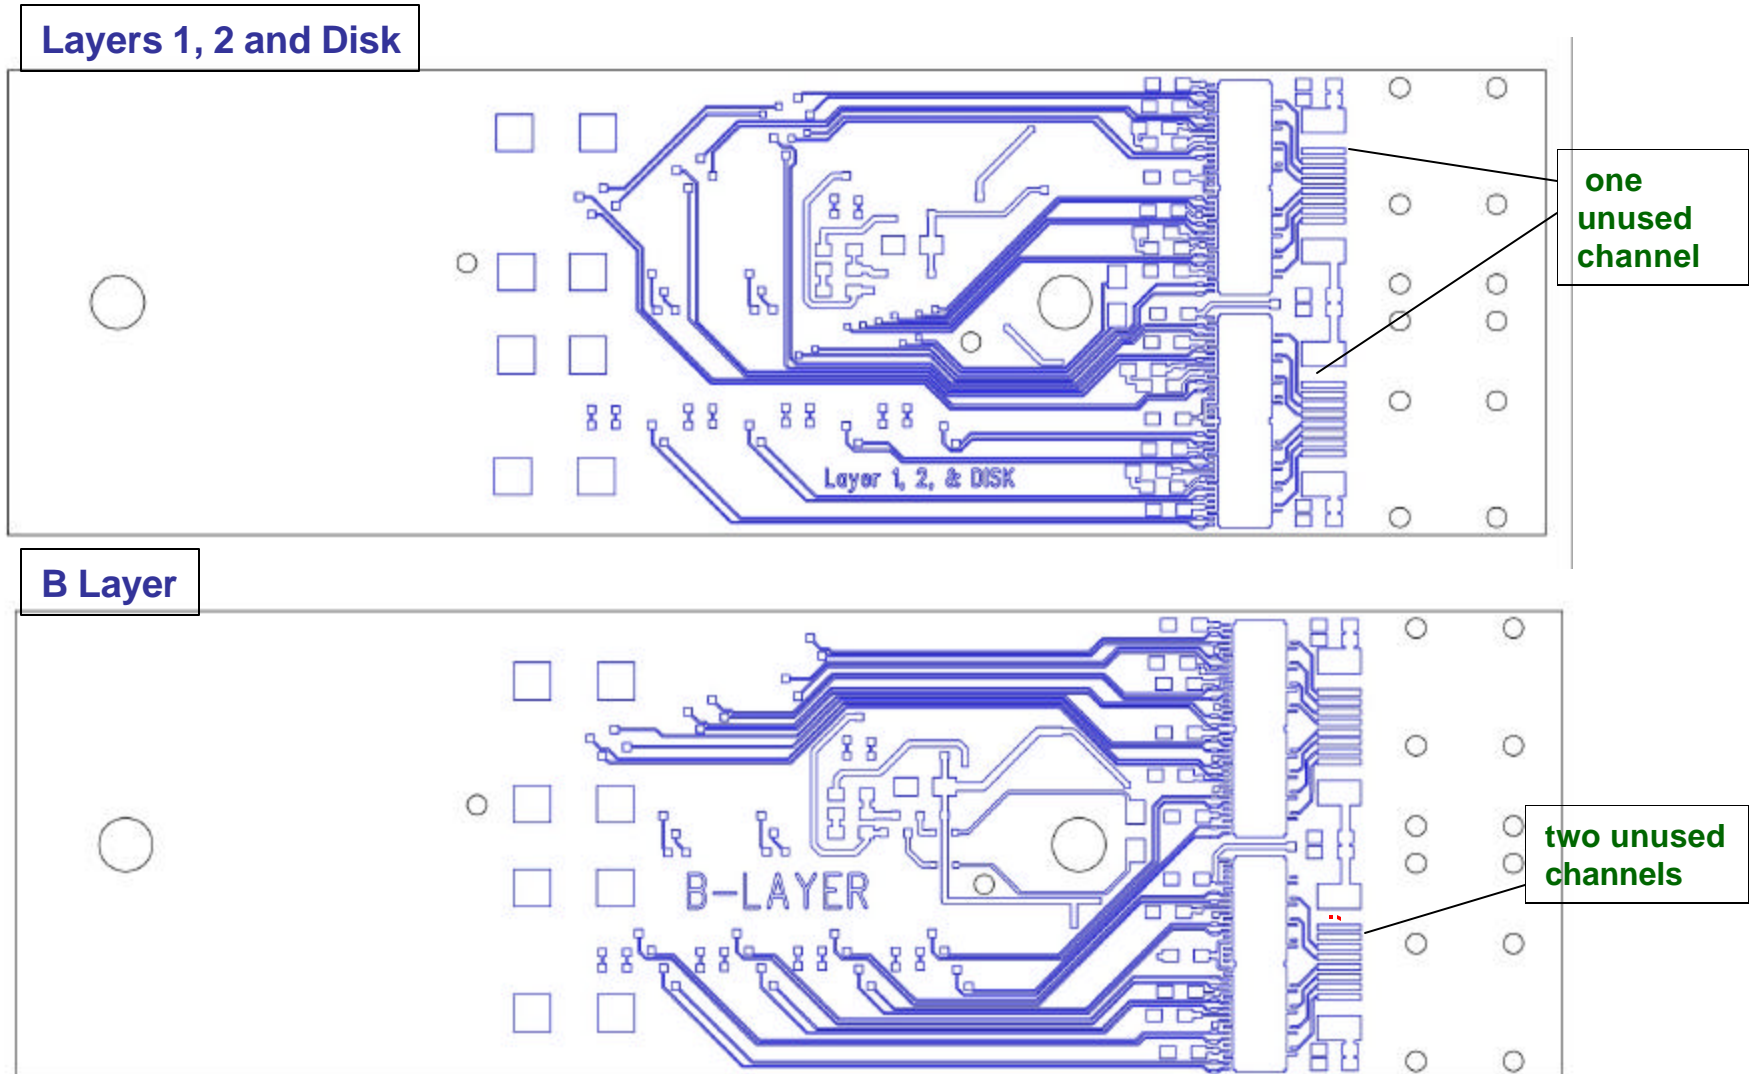 Layers 1, 2 and Disk
one
unused
channel
Layer 1, 2, & DISK
B Layer
two unused
channels
B-LAYER